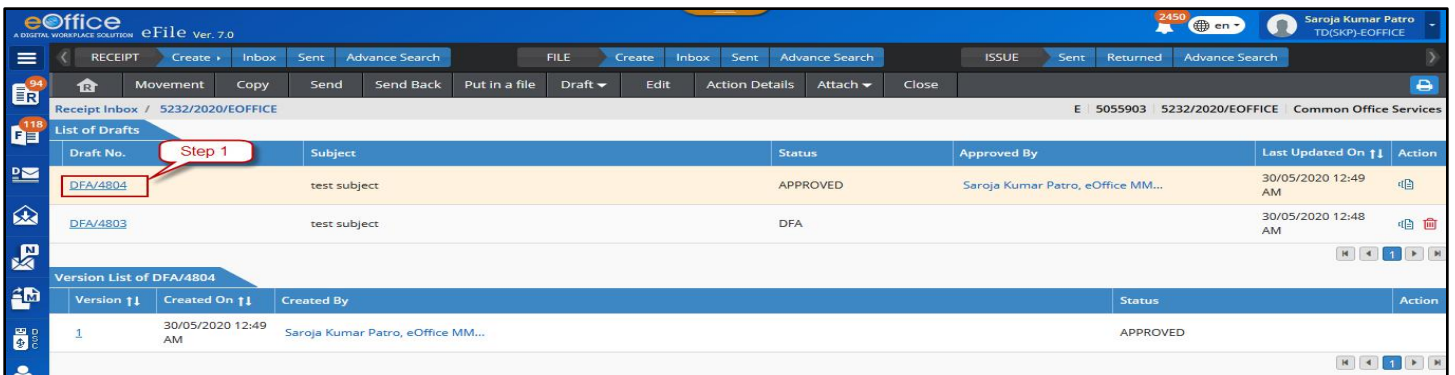 eOffice
A DIGITAL WORKPLACE SOLUTION eFile Ver. 7.0
2450 en Saroja Kumar Patro
TD(SKP)-EOFFICE
RECEIPT Create Inbox Sent Advance Search FILE Create Inbox Sent Advance Search ISSUE Sent Returned Advance Search
94 R Movement Copy Send Send Back Put in a file Draft Edit Action Details Attach Close
Receipt Inbox / 5232/2020/EOFFICE E 5055903 5232/2020/EOFFICE Common Office Services
118 List of Drafts
Draft No. Step 1 Subject Status Approved By Last Updated On Action
DFA/4804 test subject APPROVED Saroja Kumar Patro, eOffice MM... 30/05/2020 12:49 AM
DFA/4803 test subject DFA 30/05/2020 12:48 AM
1
Version List of DFA/4804
Version Created On Created By Status Action
1 30/05/2020 12:49 AM Saroja Kumar Patro, eOffice MM... APPROVED
1
R
F
D
N
M
DSC